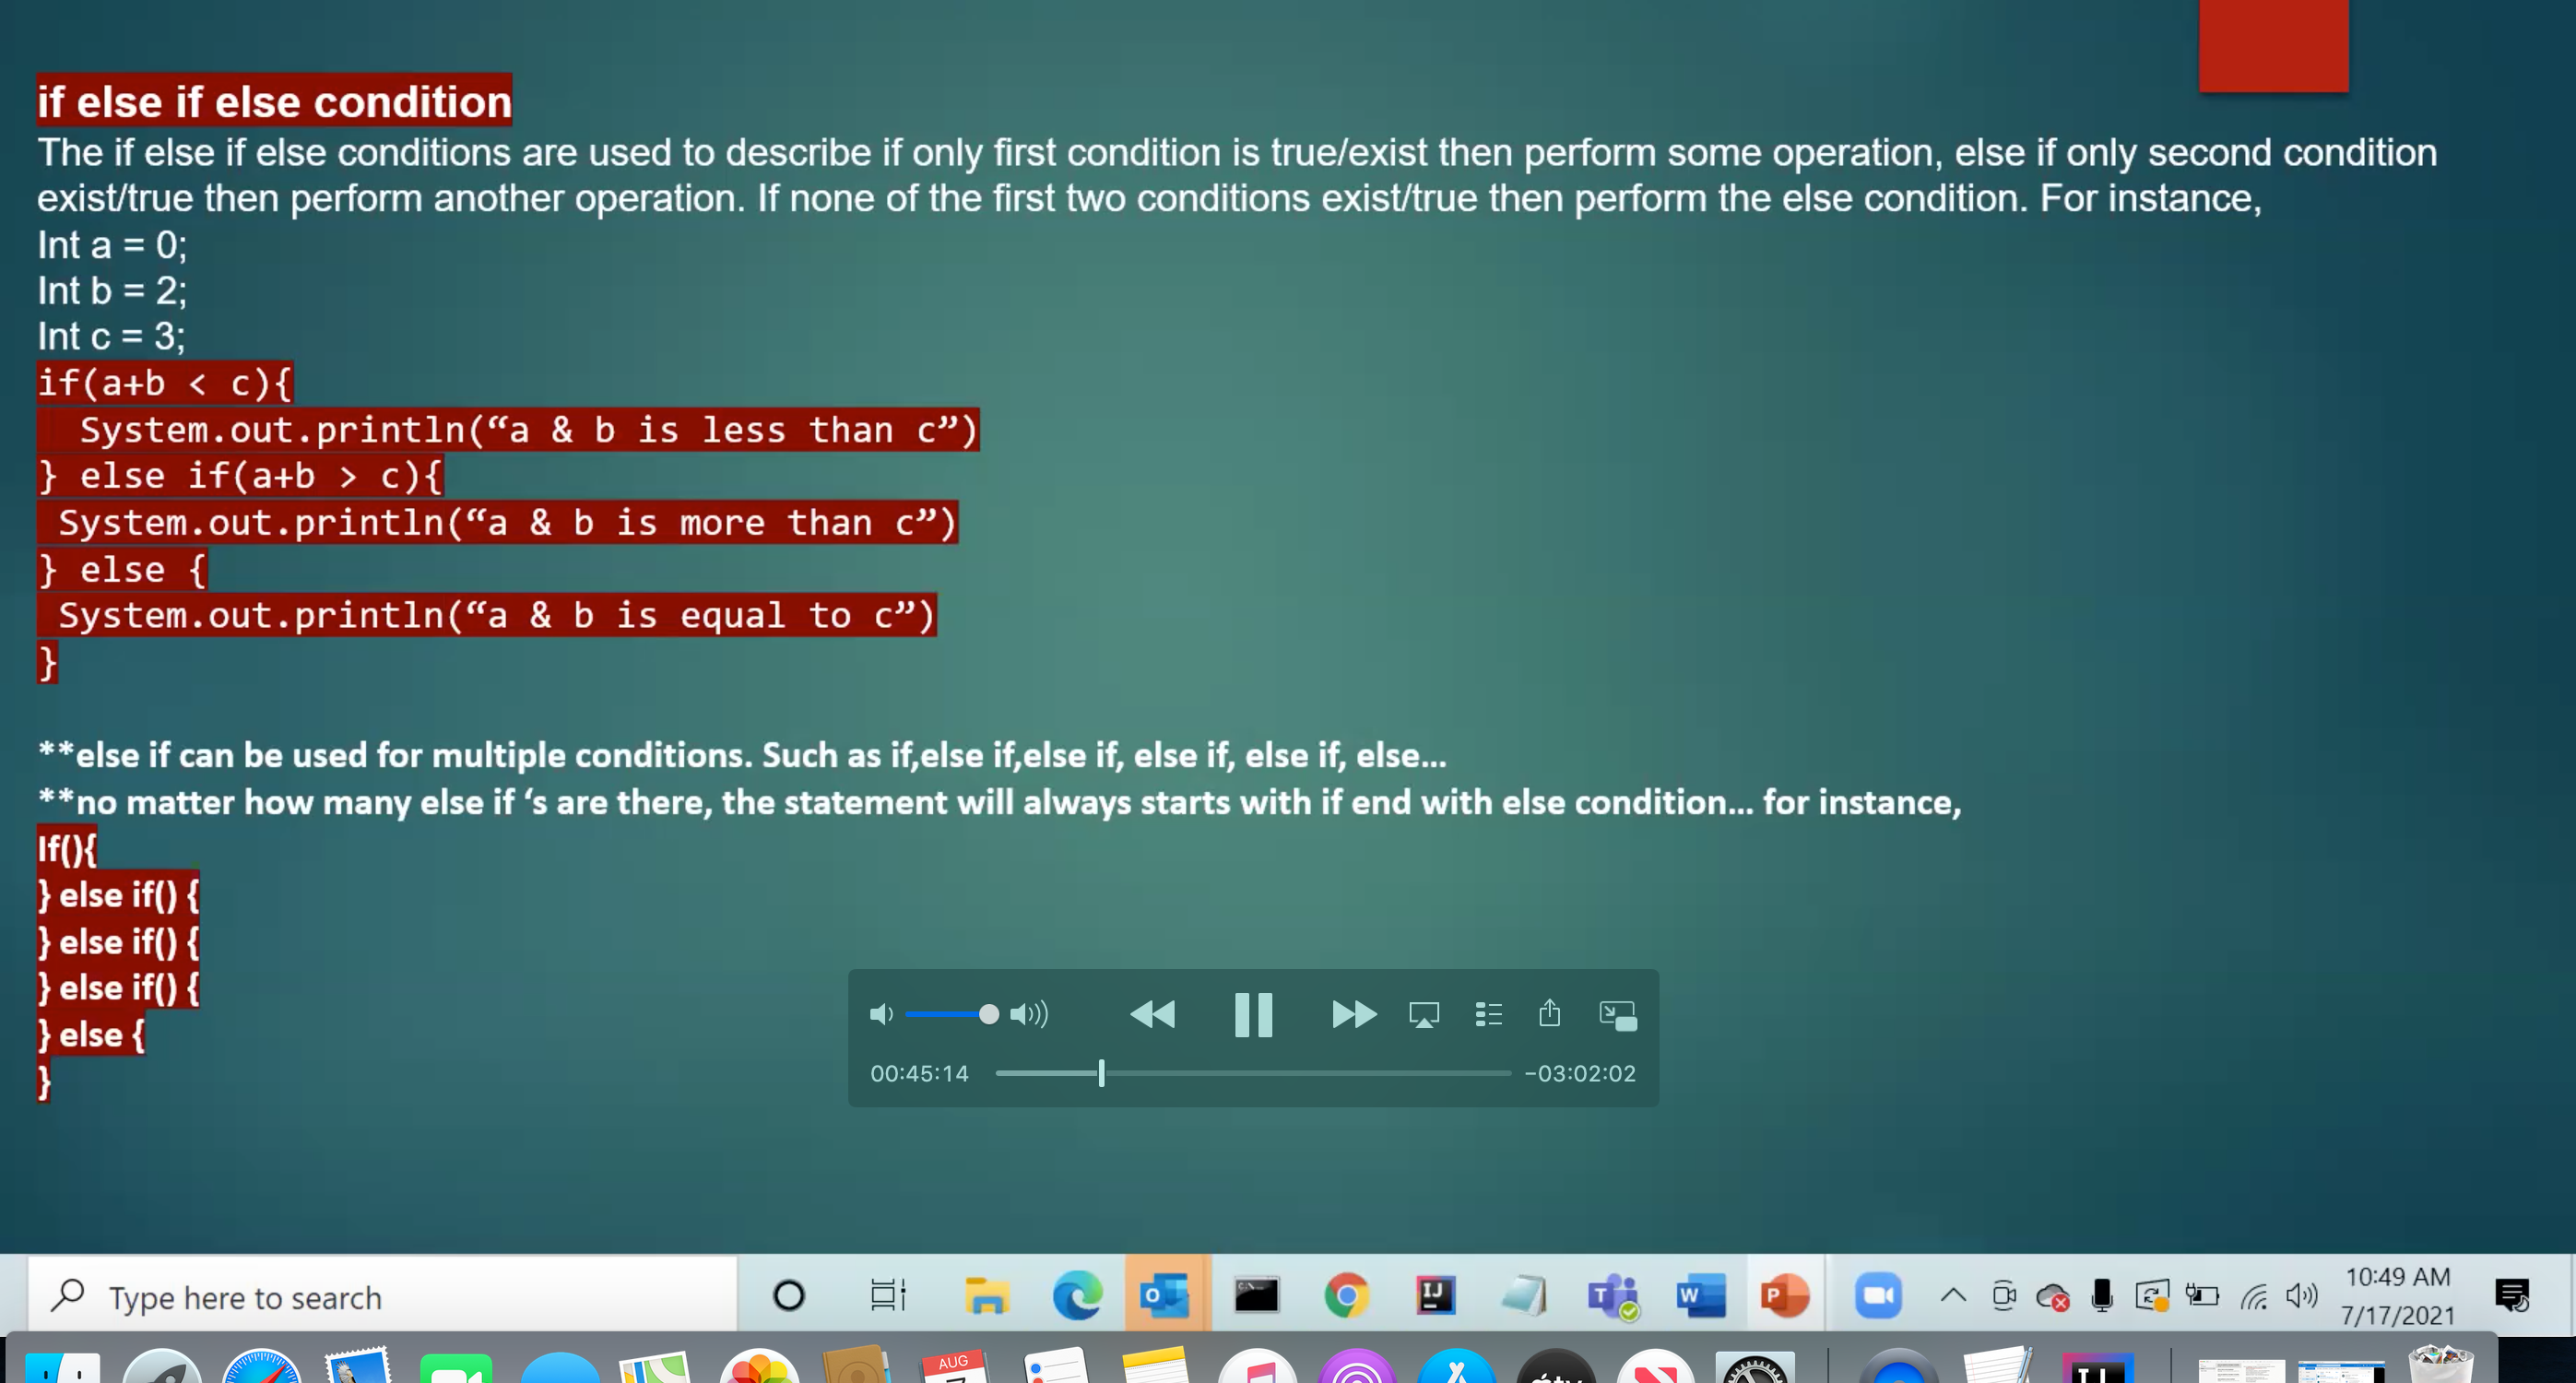 if else if else condition
The if else if else conditions are used to describe if only first condition is true/exist then perform some operation, else if only second condition
exist/true then perform another operation. If none of the first two conditions exist/true then perform the else condition. For instance,
Int a = 0;
Int b = 2;
Int c = 3;
if(a+b < c){
System.out.println(“a & b is less than c”)
} else if(a+b > c){
System.out.println(“a & b is more than c”)
} else {
System.out.println(“a & b is equal to c”)
}
**else if can be used for multiple conditions. Such as if,else if,else if, else if, else if, else...
**no matter how many else if ‘s are there, the statement will always starts with if end with else condition... for instance,
If(){
} else if() {
} else if() {
} else if() {
} else {
}
00:45:14
−03:02:02
Type here to search
10:49 AM
7/17/2021
AUG